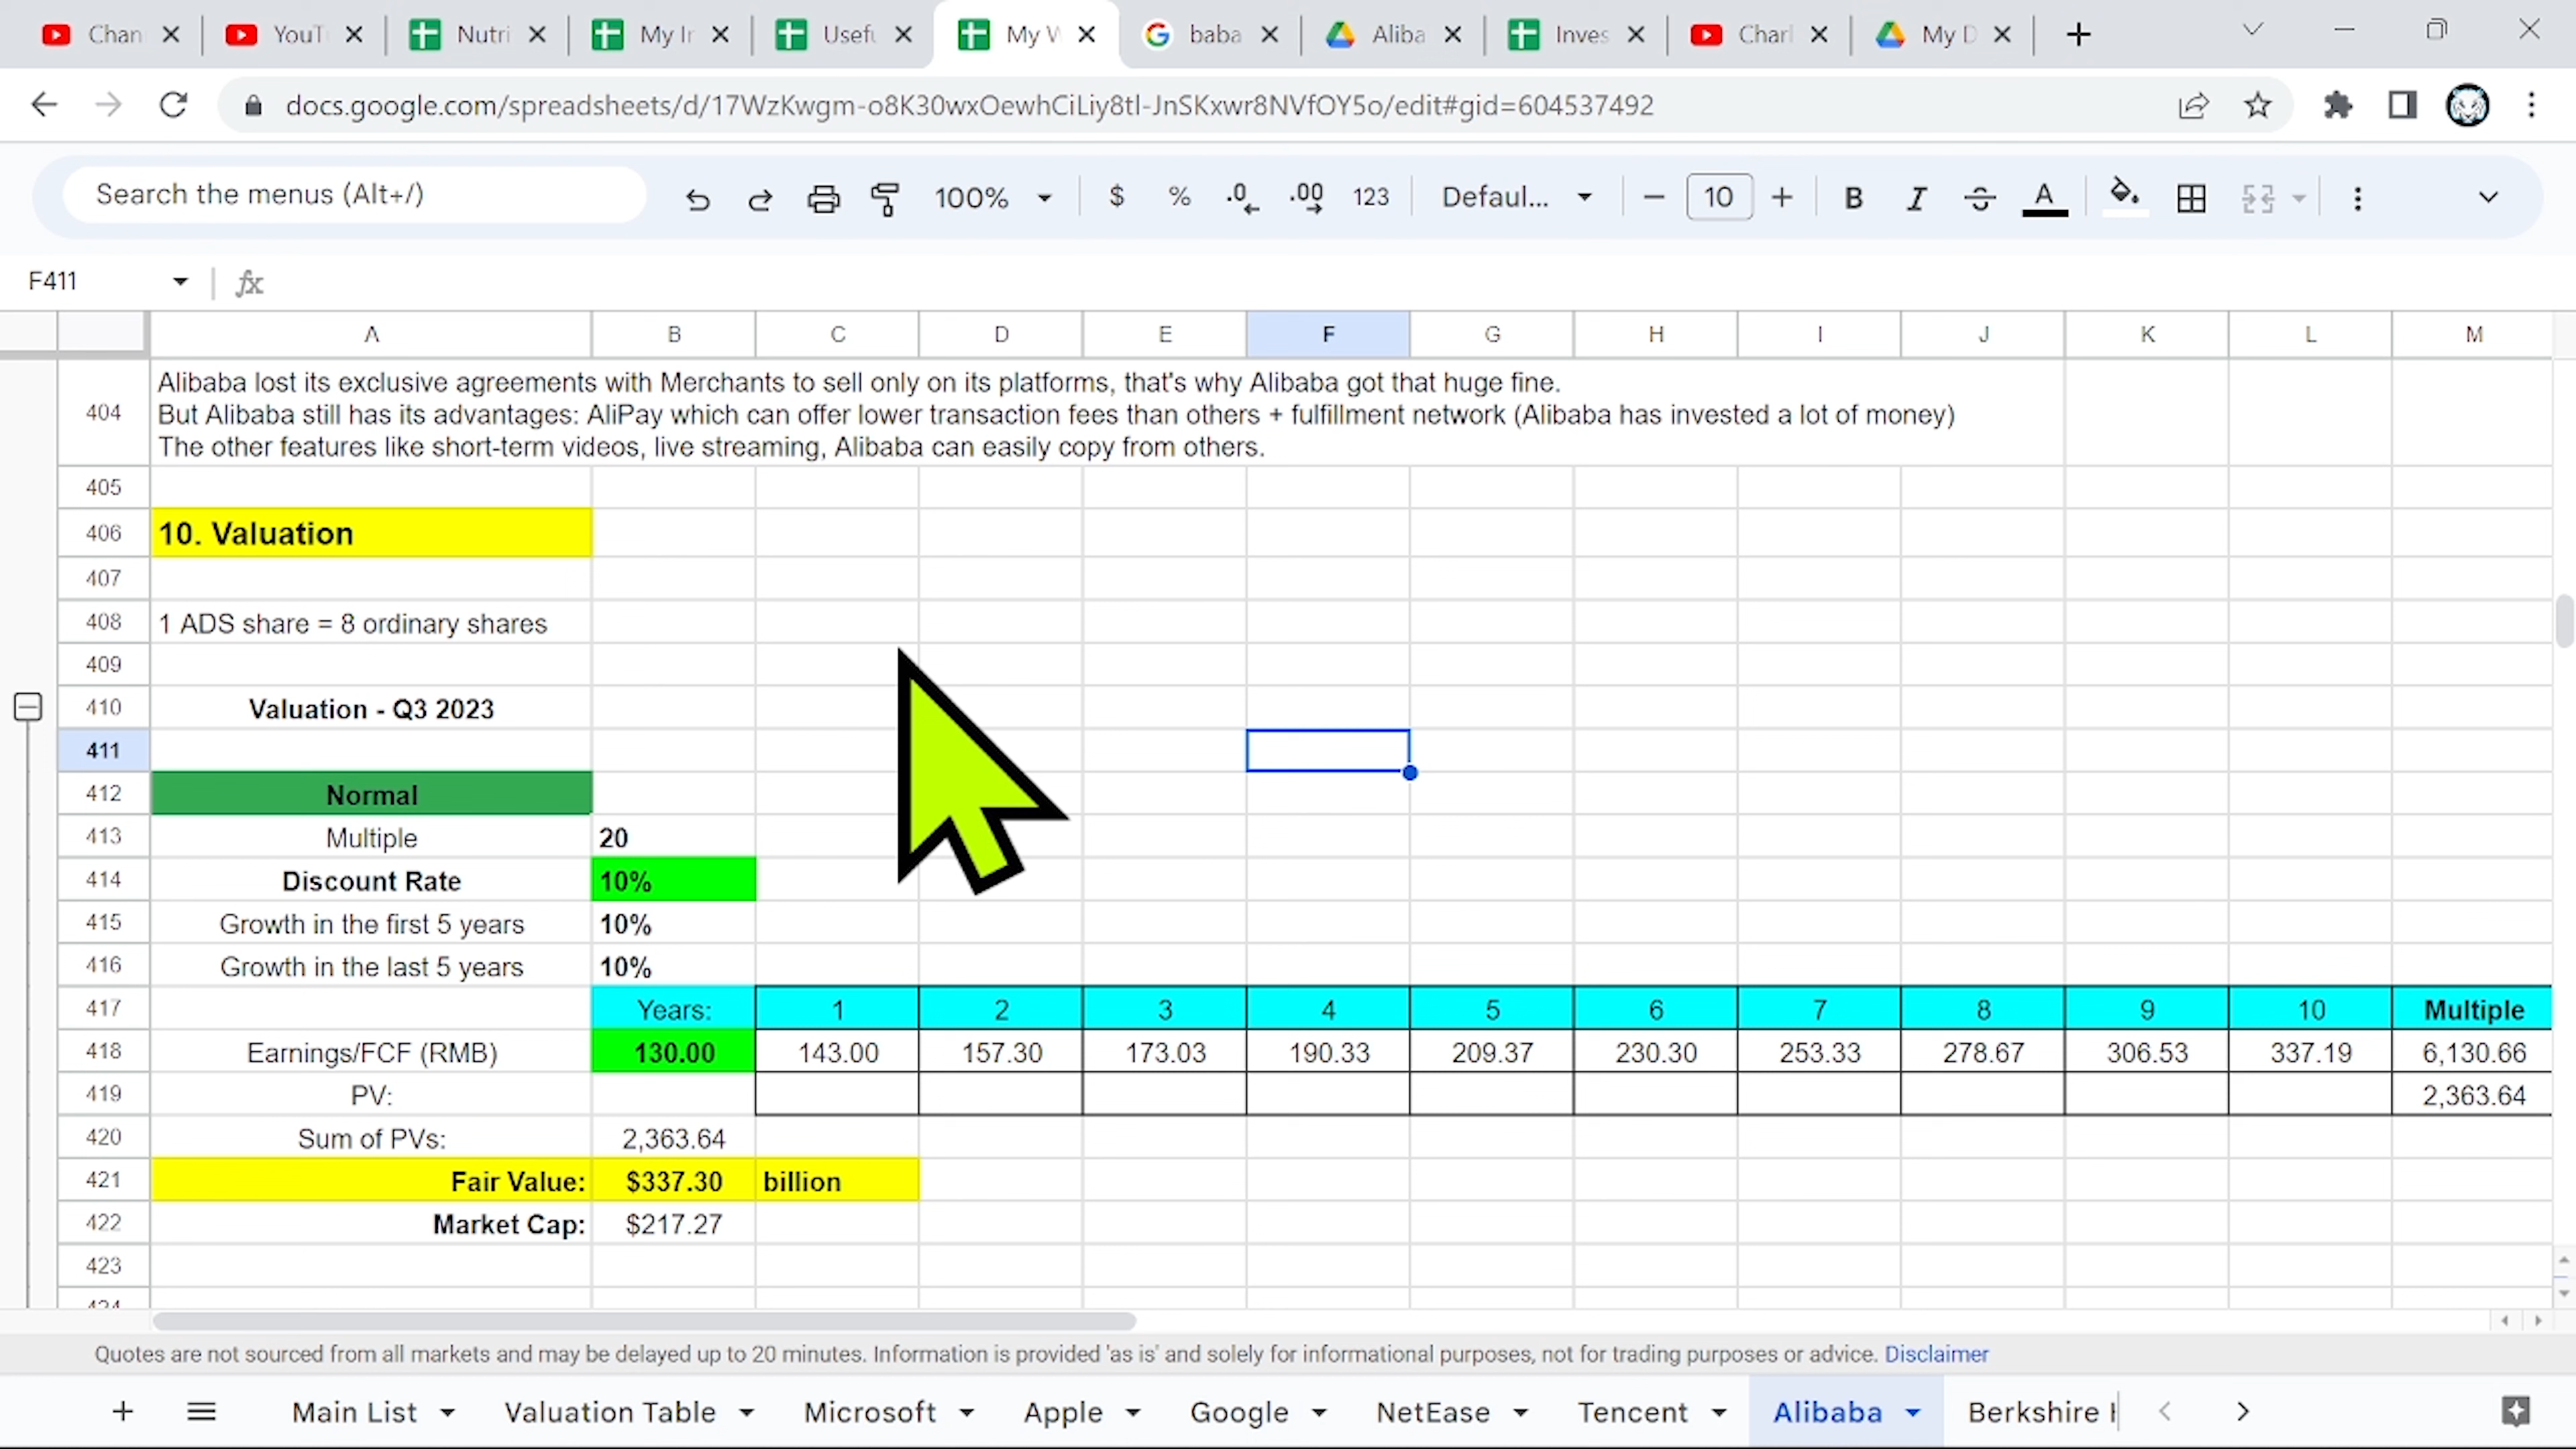 Chan
YouT
Nutri
My Ir
Usefu
My W
baba
Aliba
Inves
Charl
My D
docs.google.com/spreadsheets/d/17WzKwgm-o8K30wxOewhCiLiy8tl-JnSKxwr8NVfOY5o/edit#gid=604537492
Search the menus (Alt+/)
100%
$ % .0 .00 123
Defaul...
10
B I A
F411
fx
A B C D E F G H I J K L M
404 Alibaba lost its exclusive agreements with Merchants to sell only on its platforms, that's why Alibaba got that huge fine.
But Alibaba still has its advantages: AliPay which can offer lower transaction fees than others + fulfillment network (Alibaba has invested a lot of money)
The other features like short-term videos, live streaming, Alibaba can easily copy from others.
405
406 10. Valuation
407
408 1 ADS share = 8 ordinary shares
409
410 Valuation - Q3 2023
411
412 Normal
413 Multiple 20
414 Discount Rate 10%
415 Growth in the first 5 years 10%
416 Growth in the last 5 years 10%
417 Years: 1 2 3 4 5 6 7 8 9 10 Multiple
418 Earnings/FCF (RMB) 130.00 143.00 157.30 173.03 190.33 209.37 230.30 253.33 278.67 306.53 337.19 6,130.66
419 PV: 2,363.64
420 Sum of PVs: 2,363.64
421 Fair Value: $337.30 billion
422 Market Cap: $217.27
423
424
Quotes are not sourced from all markets and may be delayed up to 20 minutes. Information is provided 'as is' and solely for informational purposes, not for trading purposes or advice. Disclaimer
Main List
Valuation Table
Microsoft
Apple
Google
NetEase
Tencent
Alibaba
Berkshire